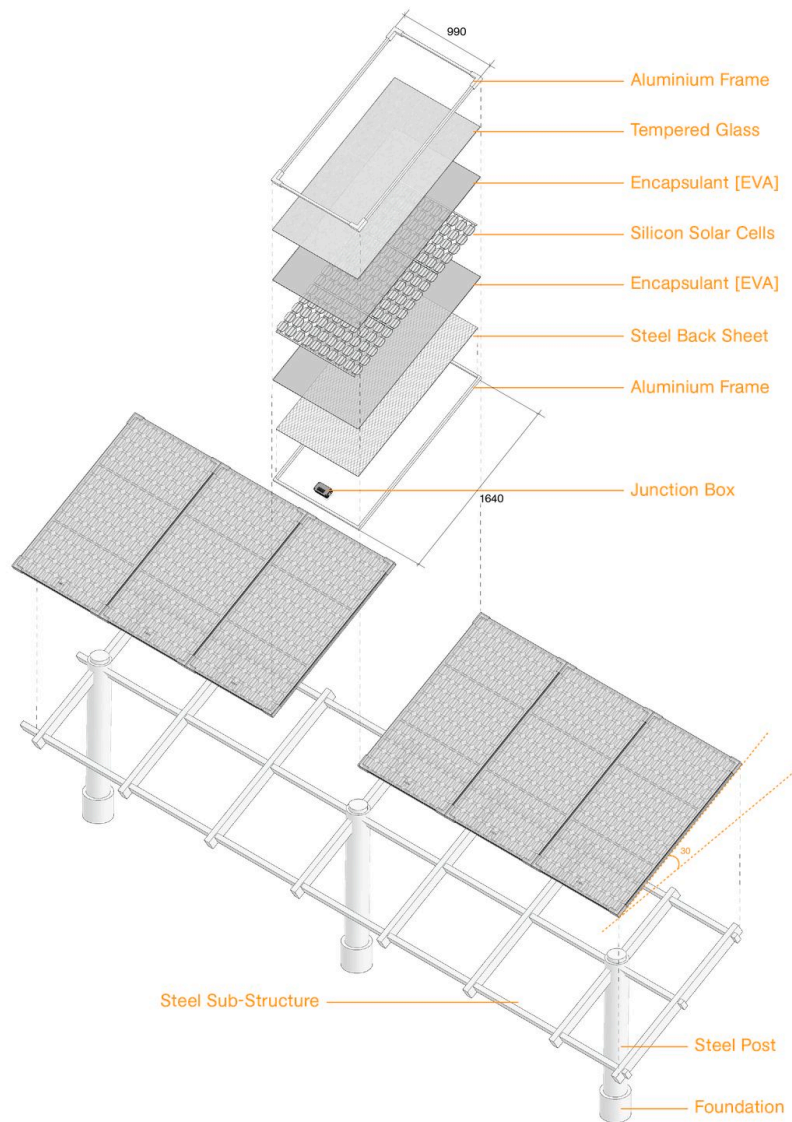 990
Aluminium Frame
Tempered Glass
Encapsulant [EVA]
Silicon Solar Cells
Encapsulant [EVA]
Steel Back Sheet
Aluminium Frame
Junction Box
1640
30
Steel Sub-Structure
Steel Post
Foundation